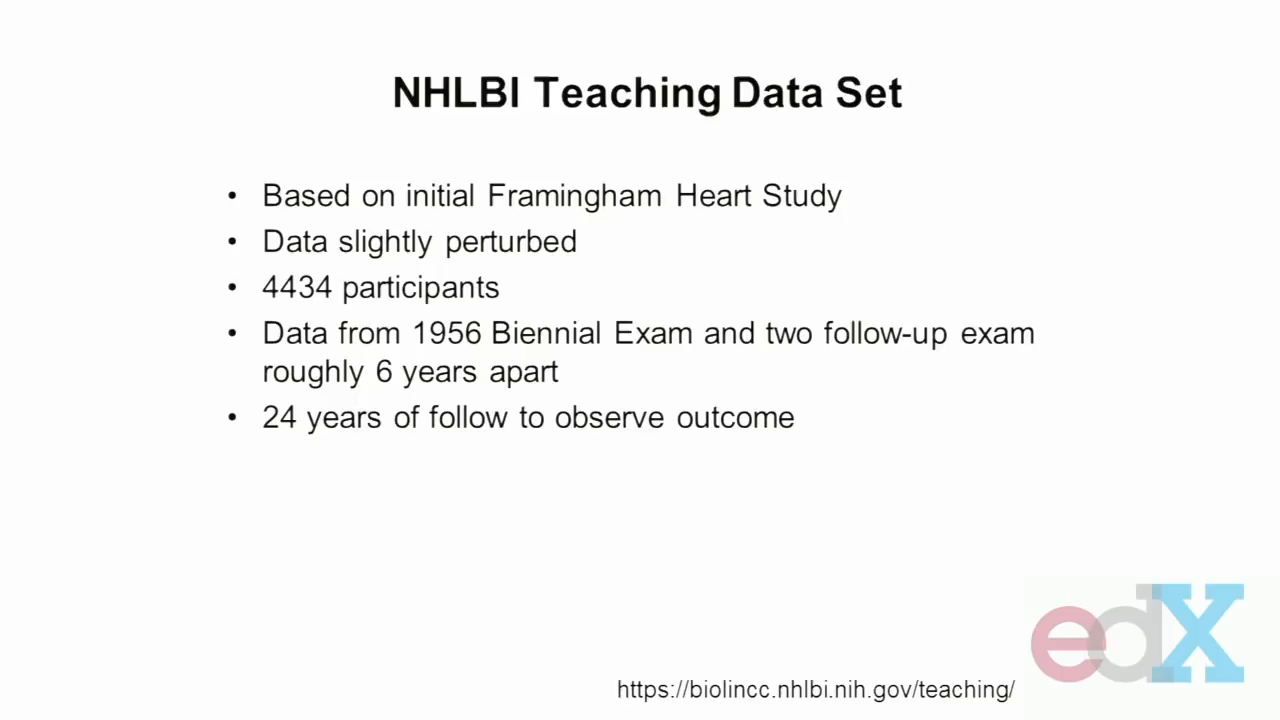 NHLBI Teaching Data Set
• Based on initial Framingham Heart Study
• Data slightly perturbed
• 4434 participants
• Data from 1956 Biennial Exam and two follow-up exam
roughly 6 years apart
• 24 years of follow to observe outcome
edX
https://biolincc.nhlbi.nih.gov/teaching/